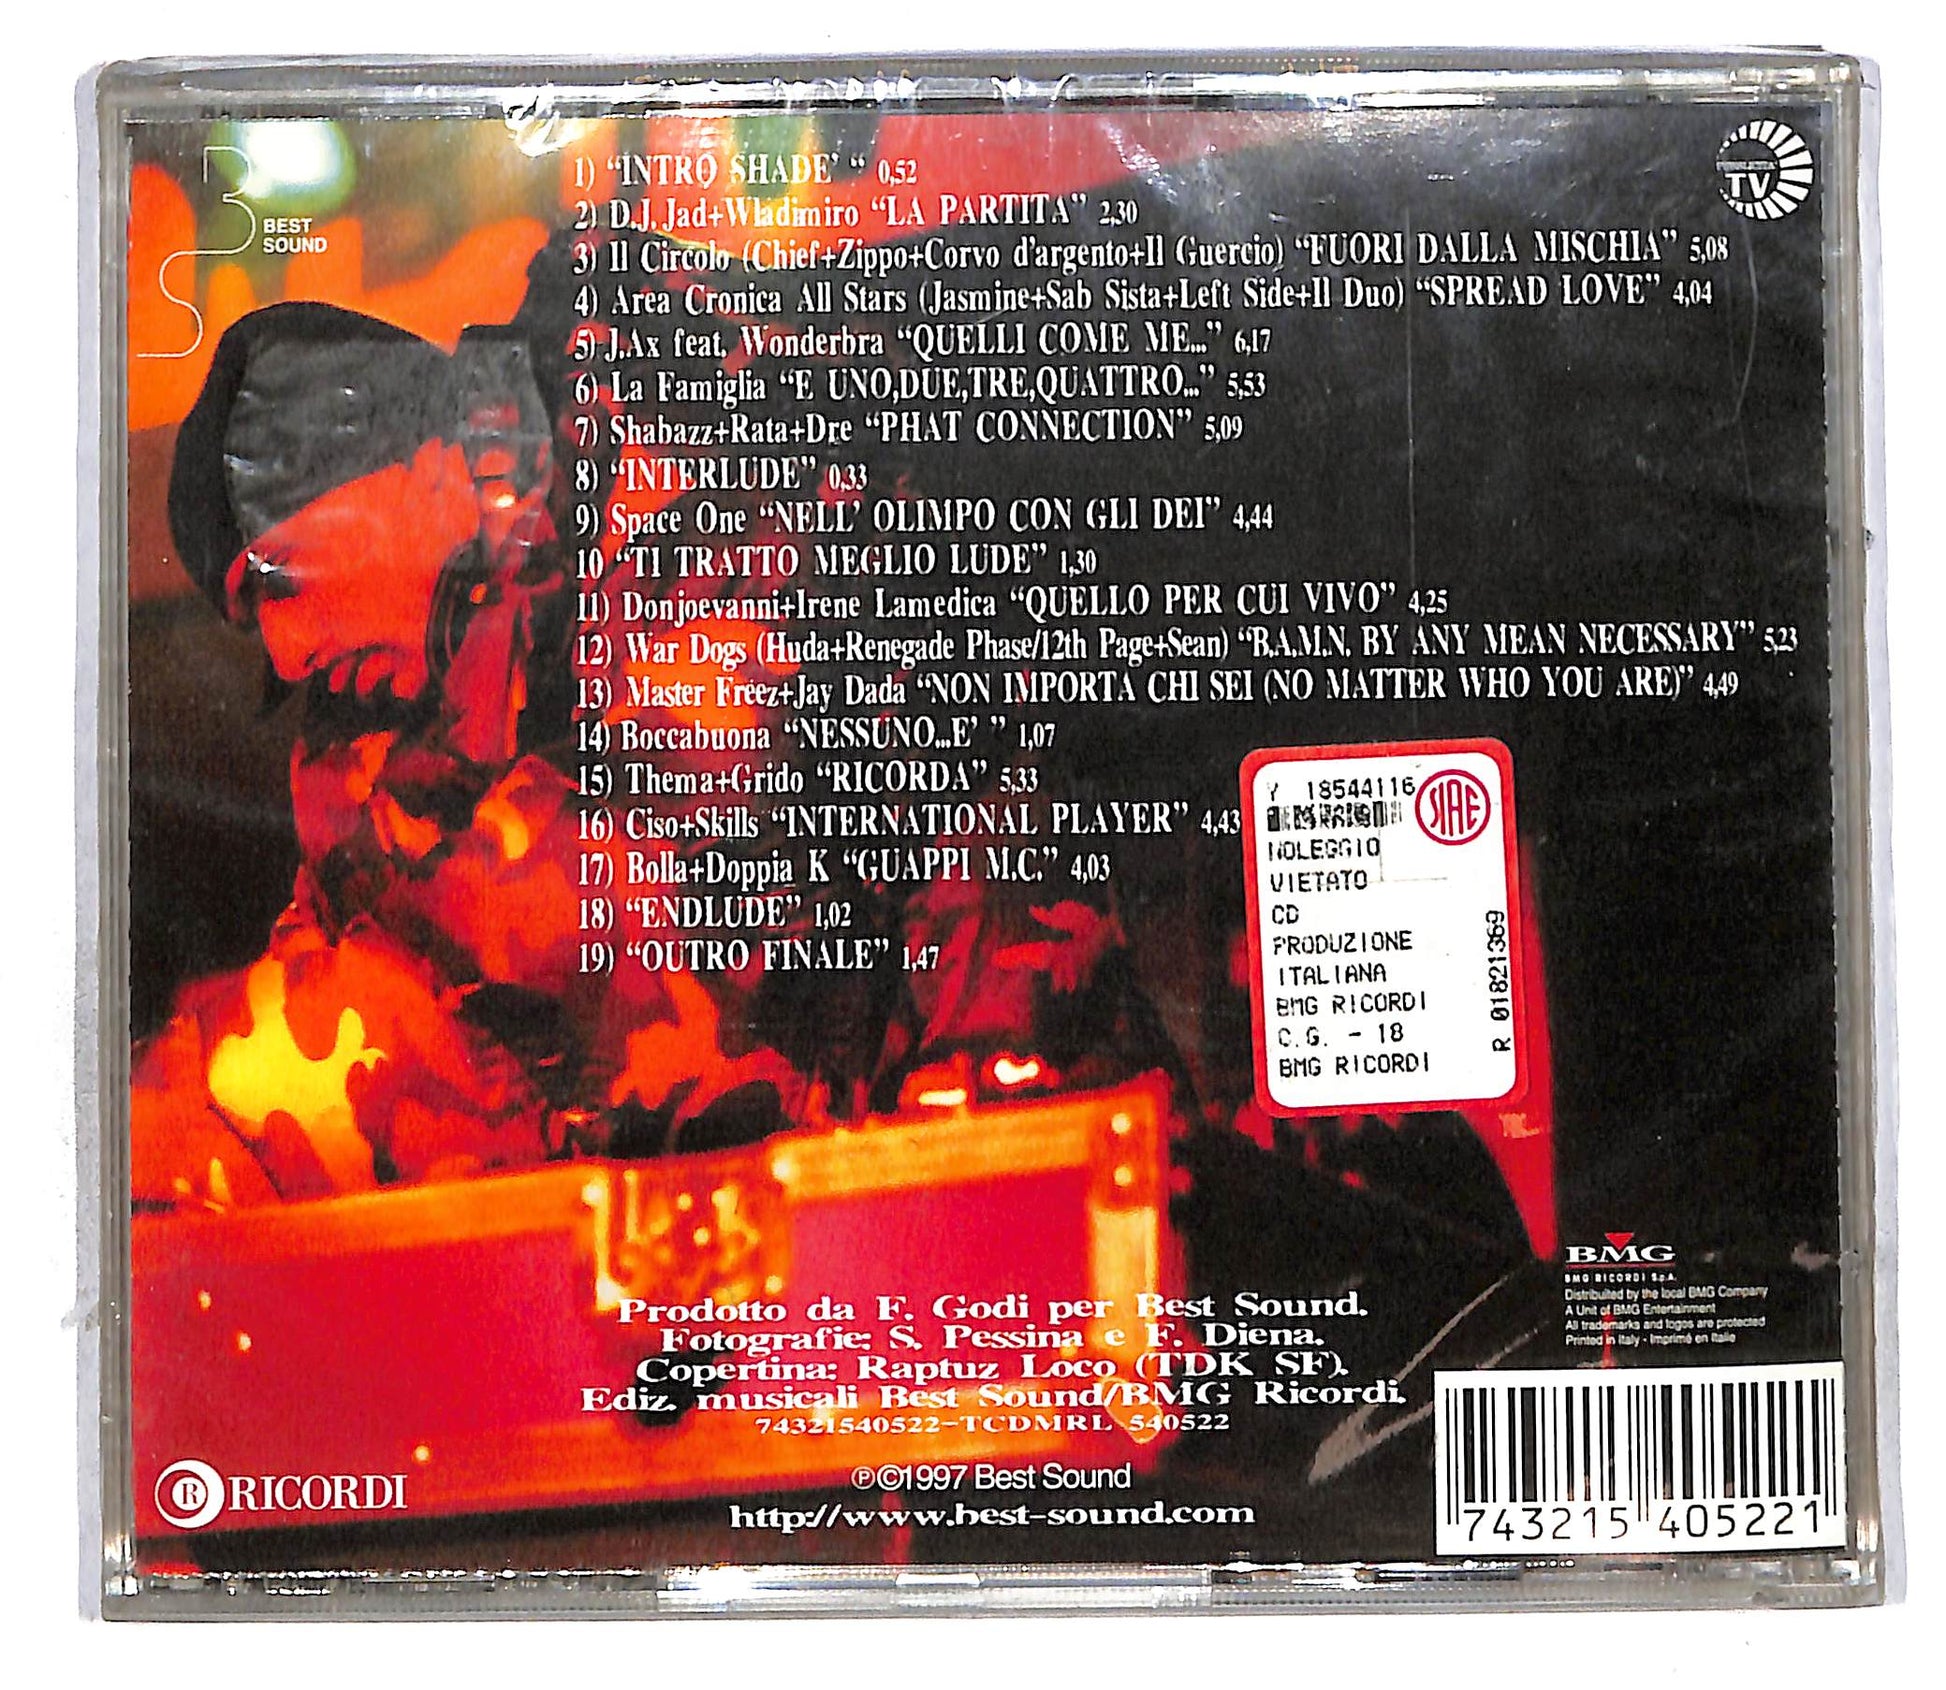 BEST
SOUND
TV
1) “INTRO SHADE’ “ 0,52
2) D.J. Jad+Wladimiro “LA PARTITA” 2,30
3) Il Circolo (Chief+Zippo+Corvo d'argento+Il Guercio) “FUORI DALLA MISCHIA” 5,08
4) Area Cronica All Stars (Jasmine+Sab Sista+Left Side+Il Duo) “SPREAD LOVE” 4,04
5) J.Ax feat. Wonderbra “QUELLI COME ME...” 6,17
6) La Famiglia “E UNO,DUE,TRE,QUATTRO...” 5,53
7) Shabazz+Rata+Dre “PHAT CONNECTION” 5,09
8) “INTERLUDE” 0,33
9) Space One “NELL’ OLIMPO CON GLI DEI” 4,44
10 “TI TRATTO MEGLIO LUDE” 1,30
11) Donjoevanni+Irene Lamedica “QUELLO PER CUI VIVO” 4,25
12) War Dogs (Huda+Renegade Phase/12th Page+Sean) “B.A.M.N. BY ANY MEAN NECESSARY” 5,23
13) Master Freez+Jay Dada “NON IMPORTA CHI SEI (NO MATTER WHO YOU ARE)” 4,49
14) Boccabuona “NESSUNO...E’ ” 1,07
15) Thema+Grido “RICORDA” 5,33
16) Ciso+Skills “INTERNATIONAL PLAYER” 4,43
17) Bolla+Doppia K “GUAPPI M.C.” 4,03
18) “ENDLUDE” 1,02
19) “OUTRO FINALE” 1,47
Y 18544116
SIAE
NOLEGGIO
VIETATO
CD
PRODUZIONE
ITALIANA
BMG RICORDI
C.G. - 18
BMG RICORDI
R 01821369
BMG
BMG RICORDI S.p.A.
Distribuited by the local BMG Company
A Unit of BMG Entertainment
All trademarks and logos are protected
Printed in Italy - Imprimé en Italie
Prodotto da F. Godi per Best Sound.
Fotografie: S. Pessina e F. Diena.
Copertina: Raptuz Loco (TDK SF).
Ediz. musicali Best Sound/BMG Ricordi.
74321540522-TCDMRL 540522
℗©1997 Best Sound
http://www.best-sound.com
R RICORDI
743215 405221